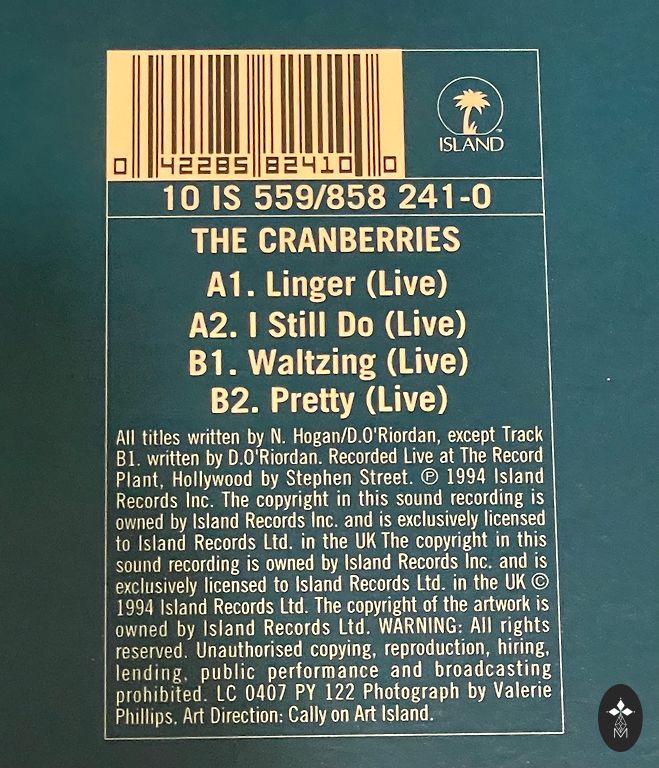 ISLAND
0 42285 82410 0
10 IS 559/858 241-0
THE CRANBERRIES
A1. Linger (Live)
A2. I Still Do (Live)
B1. Waltzing (Live)
B2. Pretty (Live)
All titles written by N. Hogan/D.O'Riordan, except Track
B1. written by D.O'Riordan. Recorded Live at The Record
Plant, Hollywood by Stephen Street. ℗ 1994 Island
Records Inc. The copyright in this sound recording is
owned by Island Records Inc. and is exclusively licensed
to Island Records Ltd. in the UK The copyright in this
sound recording is owned by Island Records Inc. and is
exclusively licensed to Island Records Ltd. in the UK ©
1994 Island Records Ltd. The copyright of the artwork is
owned by Island Records Ltd. WARNING: All rights
reserved. Unauthorised copying, reproduction, hiring,
lending, public performance and broadcasting
prohibited. LC 0407 PY 122 Photograph by Valerie
Phillips, Art Direction: Cally on Art Island.